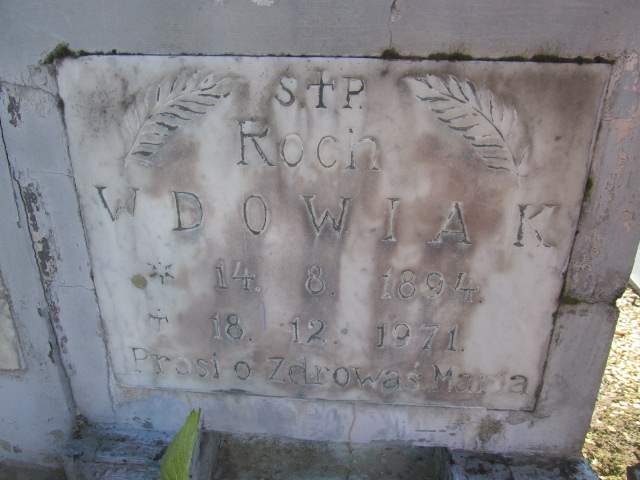 S.†P.
Roch
WDOWIAK
* 14. 8. 1894.
† 18. 12. 1971.
Prosi o Zdrowaś Maria